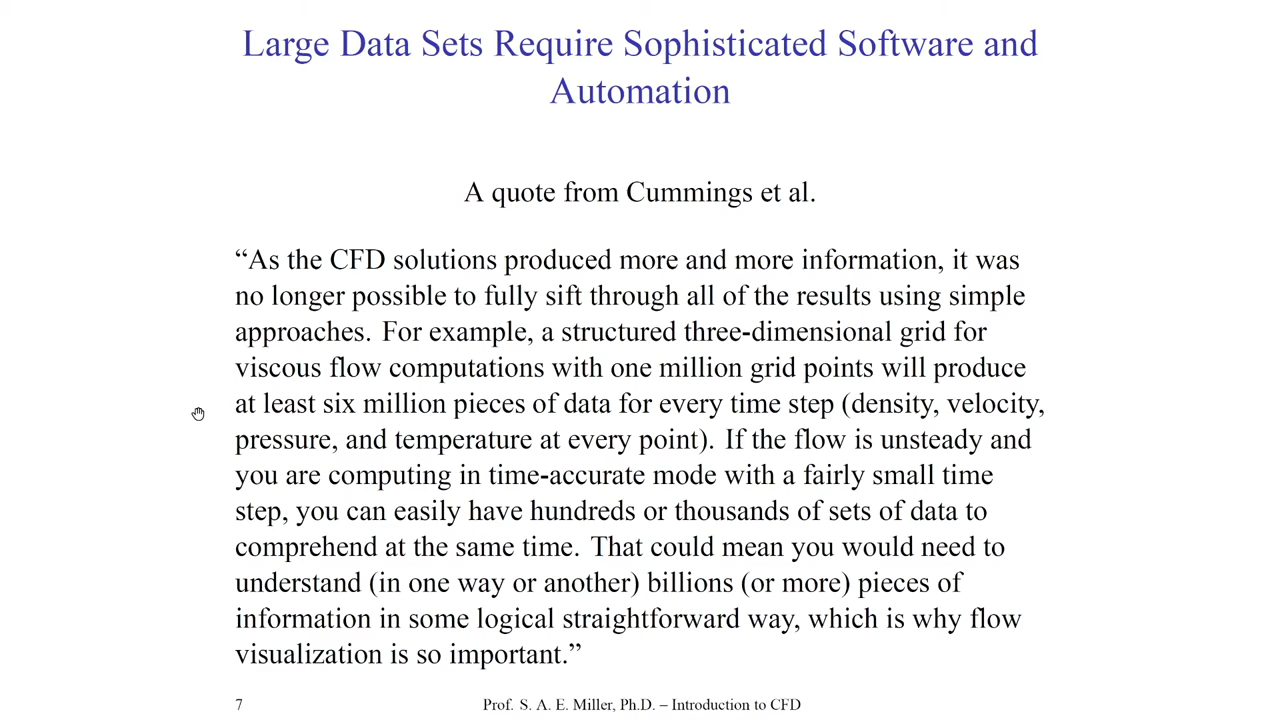 Large Data Sets Require Sophisticated Software and
Automation
A quote from Cummings et al.
“As the CFD solutions produced more and more information, it was
no longer possible to fully sift through all of the results using simple
approaches. For example, a structured three-dimensional grid for
viscous flow computations with one million grid points will produce
at least six million pieces of data for every time step (density, velocity,
pressure, and temperature at every point). If the flow is unsteady and
you are computing in time-accurate mode with a fairly small time
step, you can easily have hundreds or thousands of sets of data to
comprehend at the same time. That could mean you would need to
understand (in one way or another) billions (or more) pieces of
information in some logical straightforward way, which is why flow
visualization is so important.”
7 Prof. S. A. E. Miller, Ph.D. – Introduction to CFD